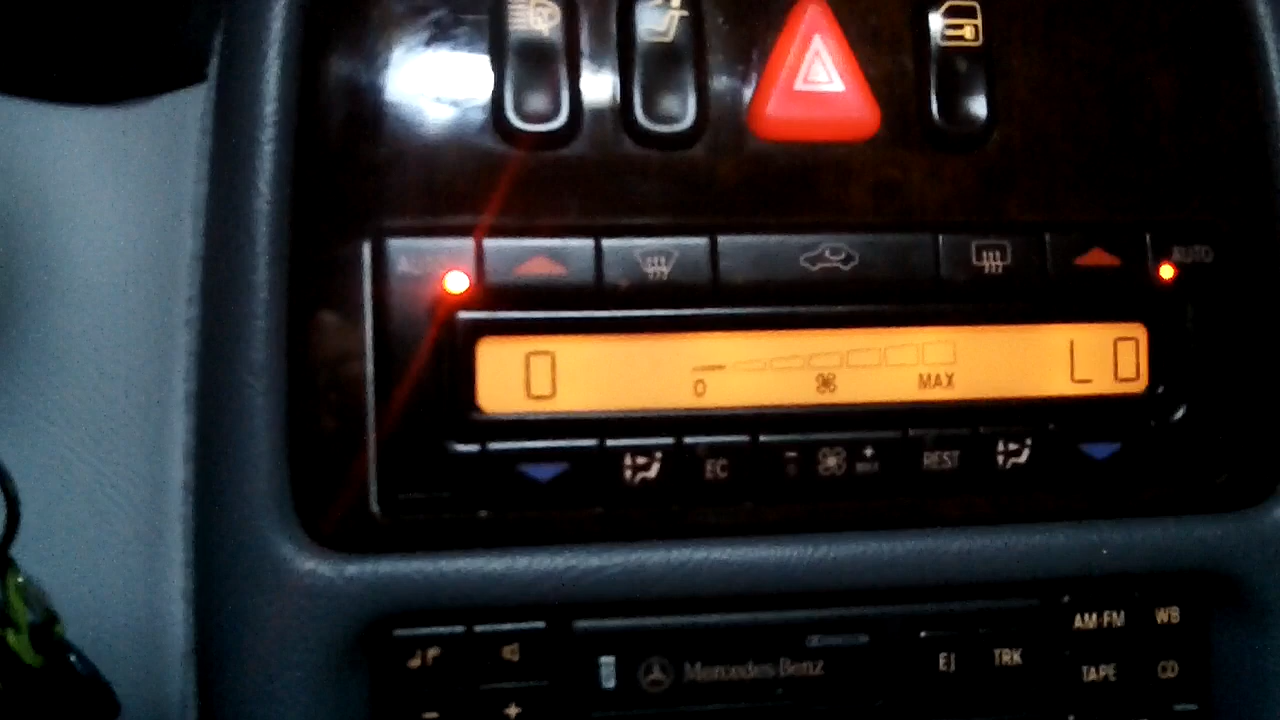 AUTO
0
0
MAX
LO
EC
-
+
REST
AM·FM
WB
EJ
TRK
TAPE
CD
Mercedes Benz
-
+